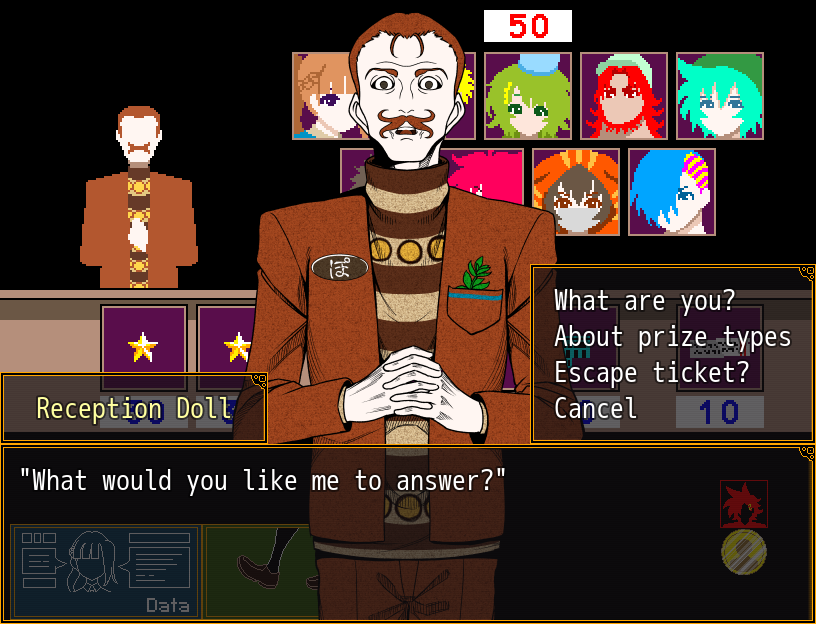 50
ぽ
What are you?
About prize types
Escape ticket?
Cancel
10
Reception Doll
"What would you like me to answer?"
Data